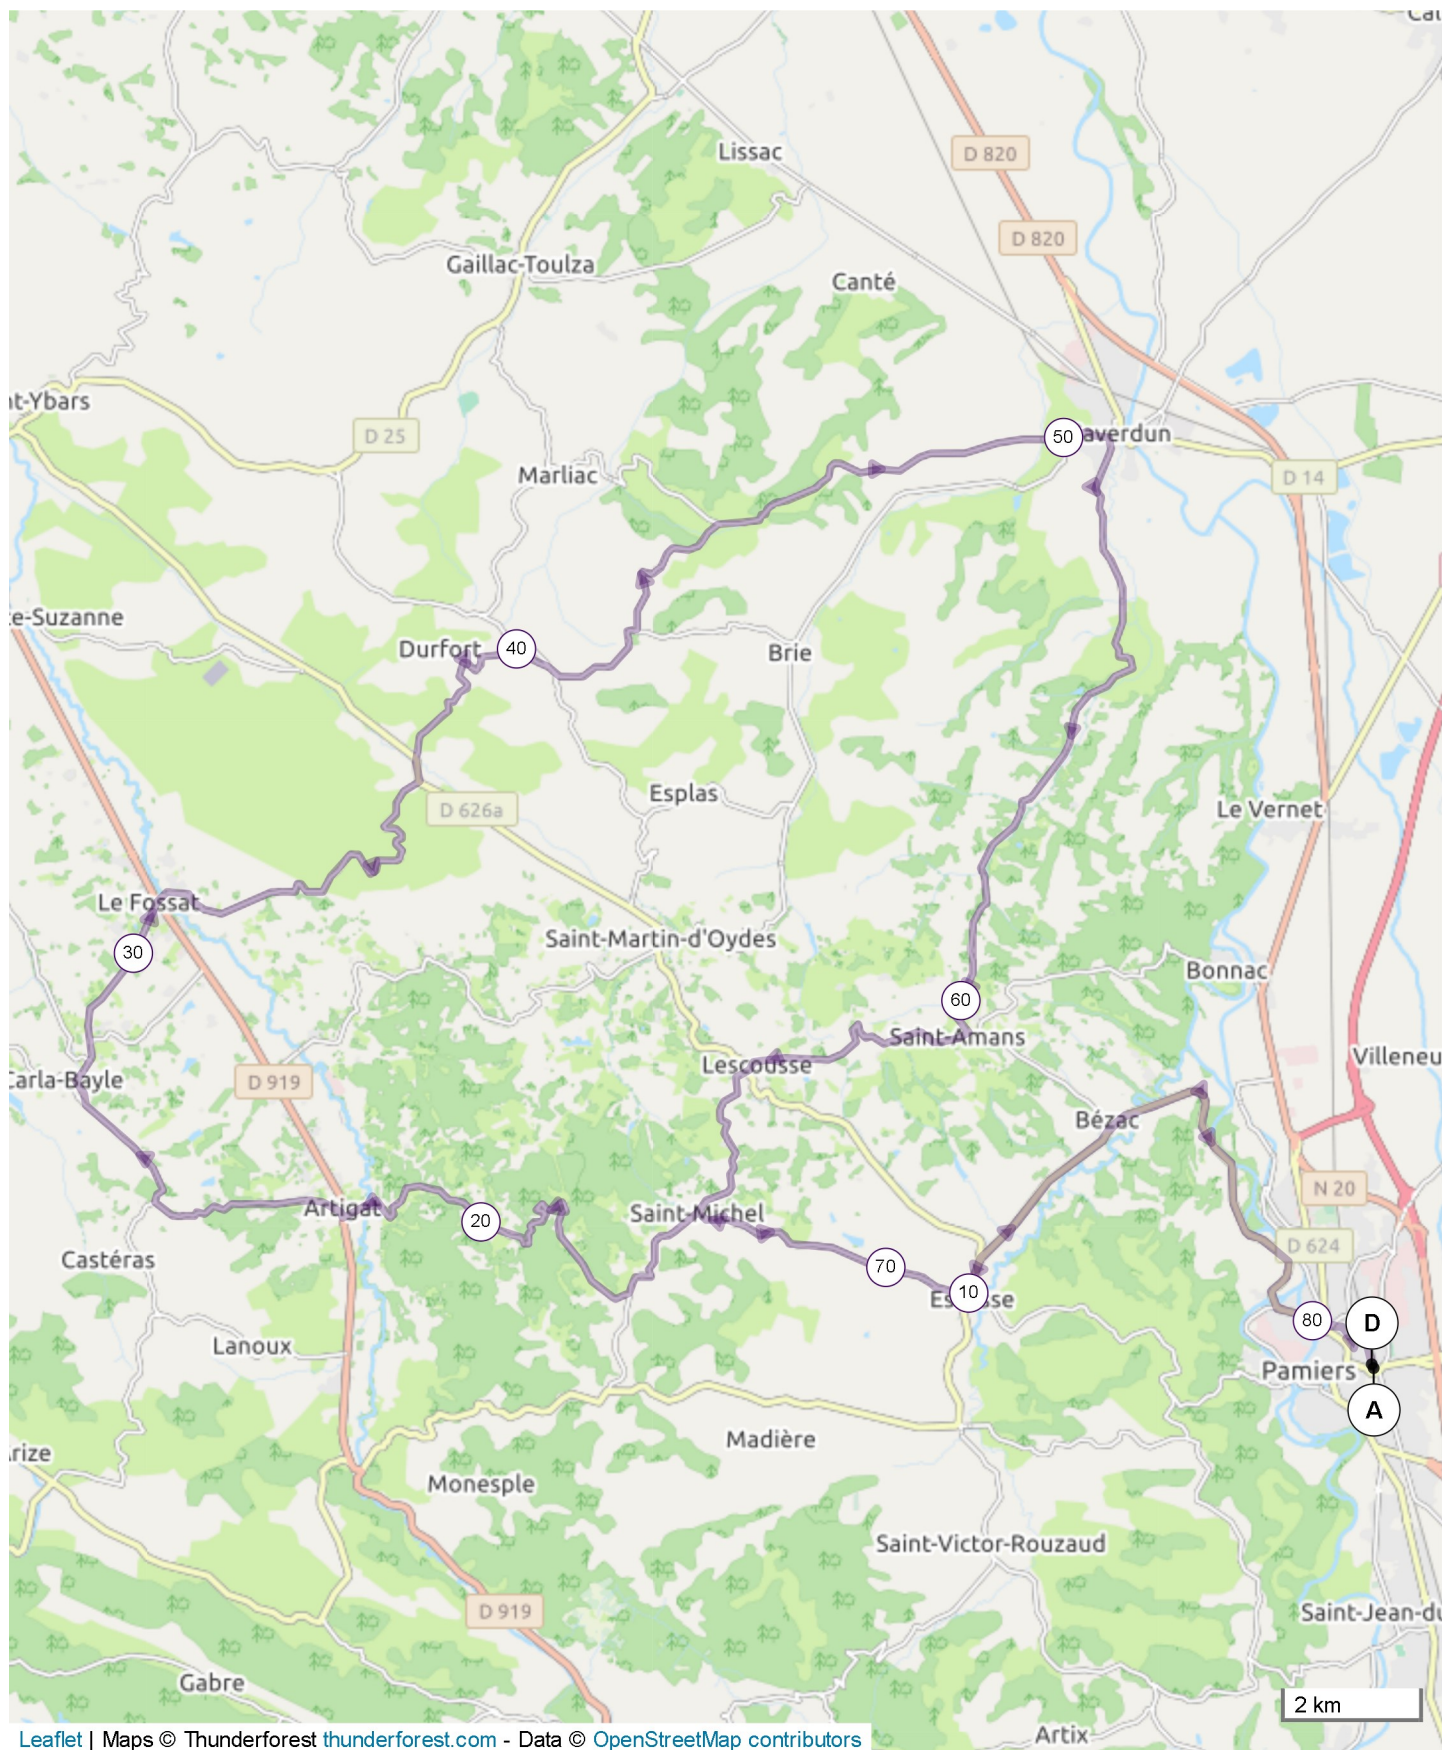 Lissac
D 820
D 820
Gaillac-Toulza
Canté
nt-Ybars
D 25
50
averdun
Marliac
D 14
e-Suzanne
Durfort
40
Brie
Esplas
D 626a
Le Vernet
Le Fossat
30
Saint-Martin-d'Oydes
Bonnac
60
Saint-Amans
Lescousse
Villeneu
Carla-Bayle
D 919
Bézac
N 20
Artigat
20
Saint-Michel
D 624
Castéras
70
10
80
D
Lanoux
Pamiers
A
Madière
Arize
Monesple
Saint-Victor-Rouzaud
D 919
Saint-Jean-du
Gabre
2 km
Artix
Leaflet | Maps © Thunderforest thunderforest.com - Data © OpenStreetMap contributors